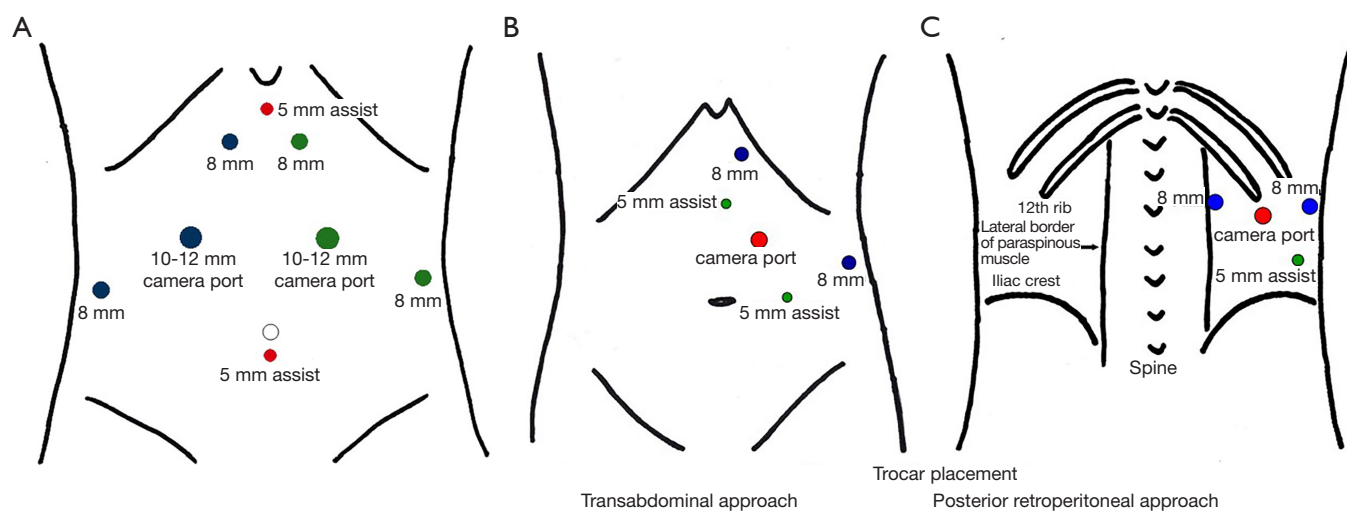 A
5 mm assist
8 mm
8 mm
10-12 mm
camera port
10-12 mm
camera port
8 mm
8 mm
5 mm assist
B
8 mm
5 mm assist
camera port
8 mm
5 mm assist
C
8 mm
8 mm
12th rib
camera port
Lateral border
of paraspinous
muscle
5 mm assist
Iliac crest
Spine
Trocar placement
Transabdominal approach
Posterior retroperitoneal approach